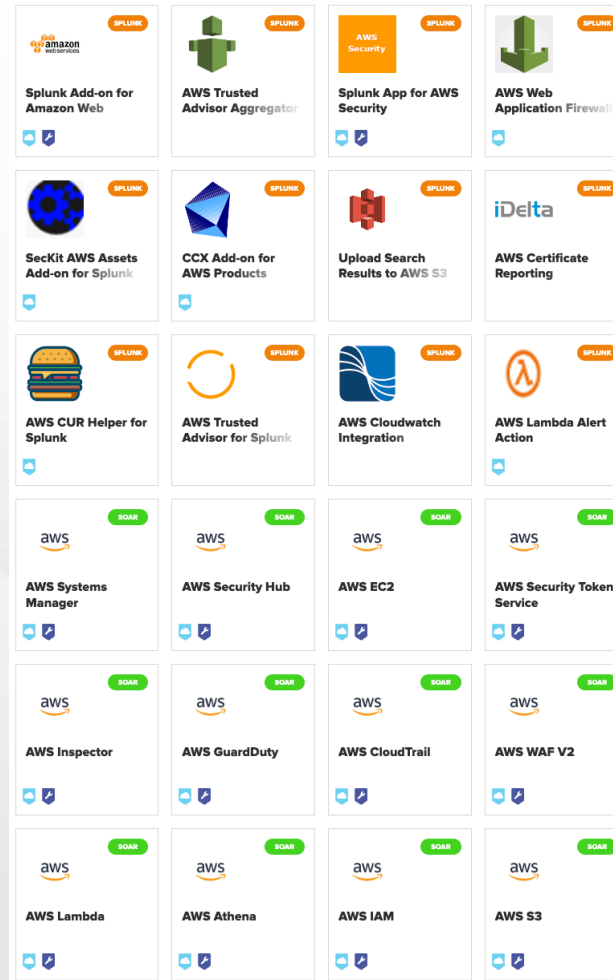 SPLUNK
amazon
webservices
Splunk Add-on for
Amazon Web
SPLUNK
AWS Trusted
Advisor Aggregator
SPLUNK
AWS
Security
Splunk App for AWS
Security
SPLUNK
AWS Web
Application Firewall
SPLUNK
SecKit AWS Assets
Add-on for Splunk
SPLUNK
CCX Add-on for
AWS Products
SPLUNK
Upload Search
Results to AWS S3
SPLUNK
iDelta
AWS Certificate
Reporting
SPLUNK
AWS CUR Helper for
Splunk
SPLUNK
AWS Trusted
Advisor for Splunk
SPLUNK
AWS Cloudwatch
Integration
SPLUNK
λ
AWS Lambda Alert
Action
SOAR
aws
AWS Systems
Manager
SOAR
aws
AWS Security Hub
SOAR
aws
AWS EC2
SOAR
aws
AWS Security Token
Service
SOAR
aws
AWS Inspector
SOAR
aws
AWS GuardDuty
SOAR
aws
AWS CloudTrail
SOAR
aws
AWS WAF V2
SOAR
aws
AWS Lambda
SOAR
aws
AWS Athena
SOAR
aws
AWS IAM
SOAR
aws
AWS S3